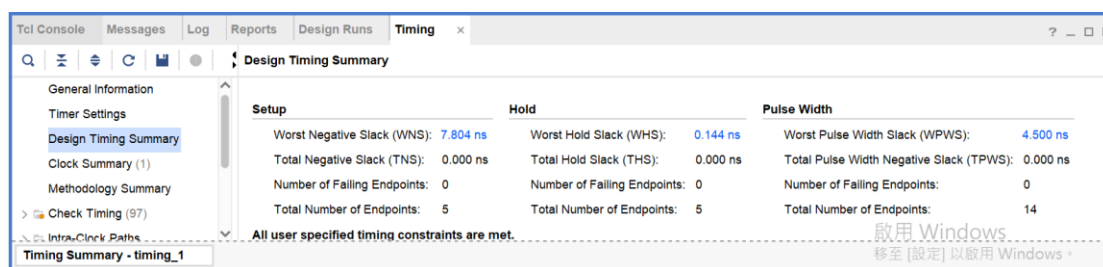 Tcl Console Messages Log Reports Design Runs Timing × ? _ □
Design Timing Summary
General Information
Timer Settings
Design Timing Summary
Clock Summary (1)
Methodology Summary
> Check Timing (97)
> Intra-Clock Paths
Setup Hold Pulse Width
Worst Negative Slack (WNS): 7.804 ns Worst Hold Slack (WHS): 0.144 ns Worst Pulse Width Slack (WPWS): 4.500 ns
Total Negative Slack (TNS): 0.000 ns Total Hold Slack (THS): 0.000 ns Total Pulse Width Negative Slack (TPWS): 0.000 ns
Number of Failing Endpoints: 0 Number of Failing Endpoints: 0 Number of Failing Endpoints: 0
Total Number of Endpoints: 5 Total Number of Endpoints: 5 Total Number of Endpoints: 14
All user specified timing constraints are met.
啟用 Windows
移至 [設定] 以啟用 Windows。
Timing Summary - timing_1